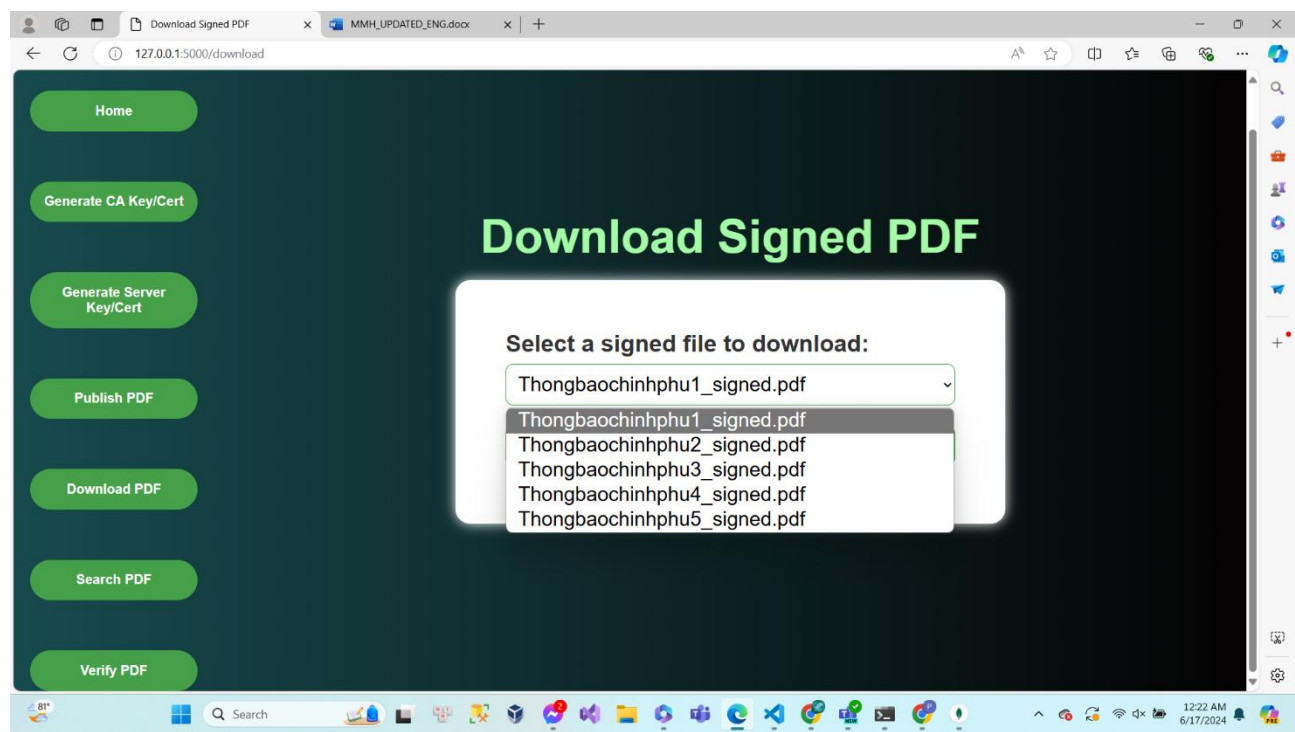 Download Signed PDF
MMH_UPDATED_ENG.docx
127.0.0.1:5000/download
Home
Generate CA Key/Cert
Generate Server
Key/Cert
Publish PDF
Download PDF
Search PDF
Verify PDF
Download Signed PDF
Select a signed file to download:
Thongbaochinhphu1_signed.pdf
Thongbaochinhphu1_signed.pdf
Thongbaochinhphu2_signed.pdf
Thongbaochinhphu3_signed.pdf
Thongbaochinhphu4_signed.pdf
Thongbaochinhphu5_signed.pdf
81°
Search
12:22 AM
6/17/2024